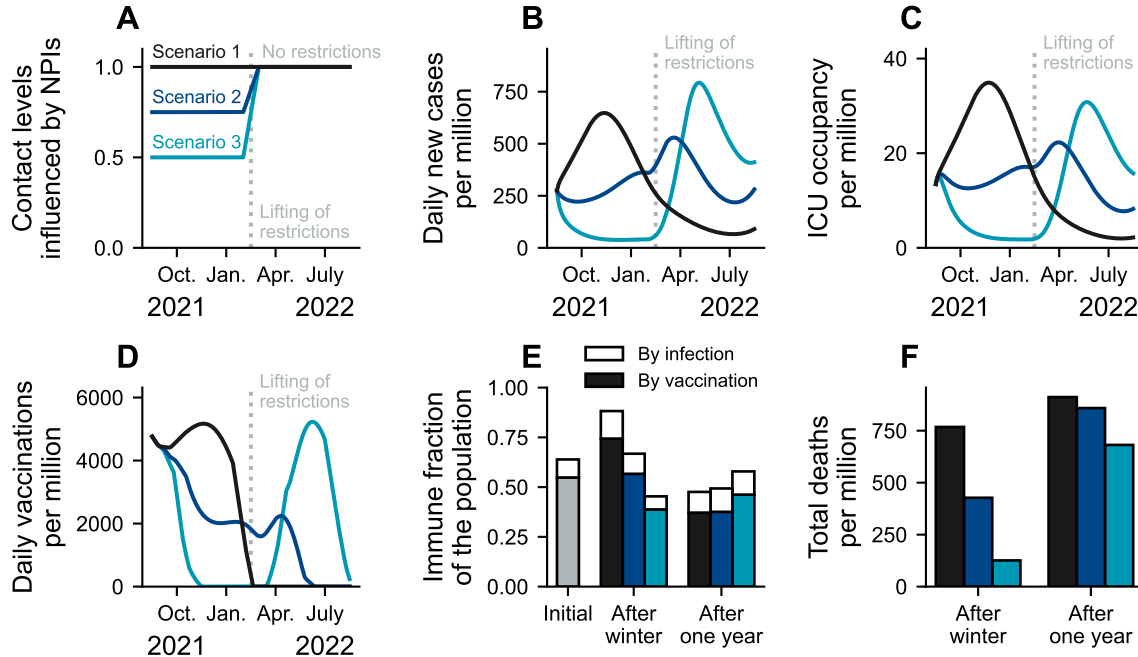 A
Contact levels
influenced by NPIs
1.0
0.5
0.0
Scenario 1
Scenario 2
Scenario 3
No restrictions
Lifting of
restrictions
Oct. Jan. Apr. July
2021 2022
B
Daily new cases
per million
750
500
250
0
Lifting of
restrictions
Oct. Jan. Apr. July
2021 2022
C
ICU occupancy
per million
40
20
0
Lifting of
restrictions
Oct. Jan. Apr. July
2021 2022
D
Daily vaccinations
per million
6000
4000
2000
0
Lifting of
restrictions
Oct. Jan. Apr. July
2021 2022
E
By infection
By vaccination
Immune fraction
of the population
1.00
0.75
0.50
0.25
0.00
Initial After After
winter one year
F
Total deaths
per million
750
500
250
0
After After
winter one year